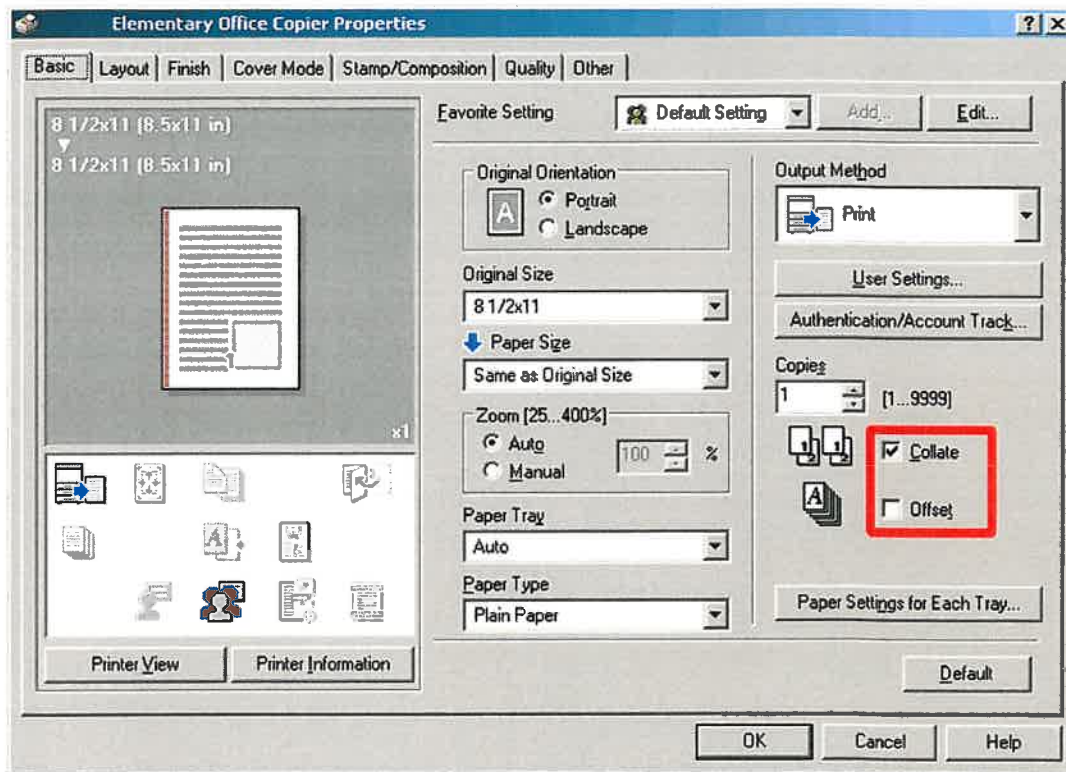 Elementary Office Copier Properties
Basic Layout Finish Cover Mode Stamp/Composition Quality Other
8 1/2x11 (8.5x11 in)
8 1/2x11 (8.5x11 in)
x1
Printer View Printer Information
Favorite Setting Default Setting Add... Edit...
Original Orientation
A Portrait
Landscape
Original Size
8 1/2x11
Paper Size
Same as Original Size
Zoom [25...400%]
Auto
Manual
100 %
Paper Tray
Auto
Paper Type
Plain Paper
Output Method
Print
User Settings...
Authentication/Account Track...
Copies
1 [1...9999]
Collate
Offset
Paper Settings for Each Tray...
Default
OK Cancel Help